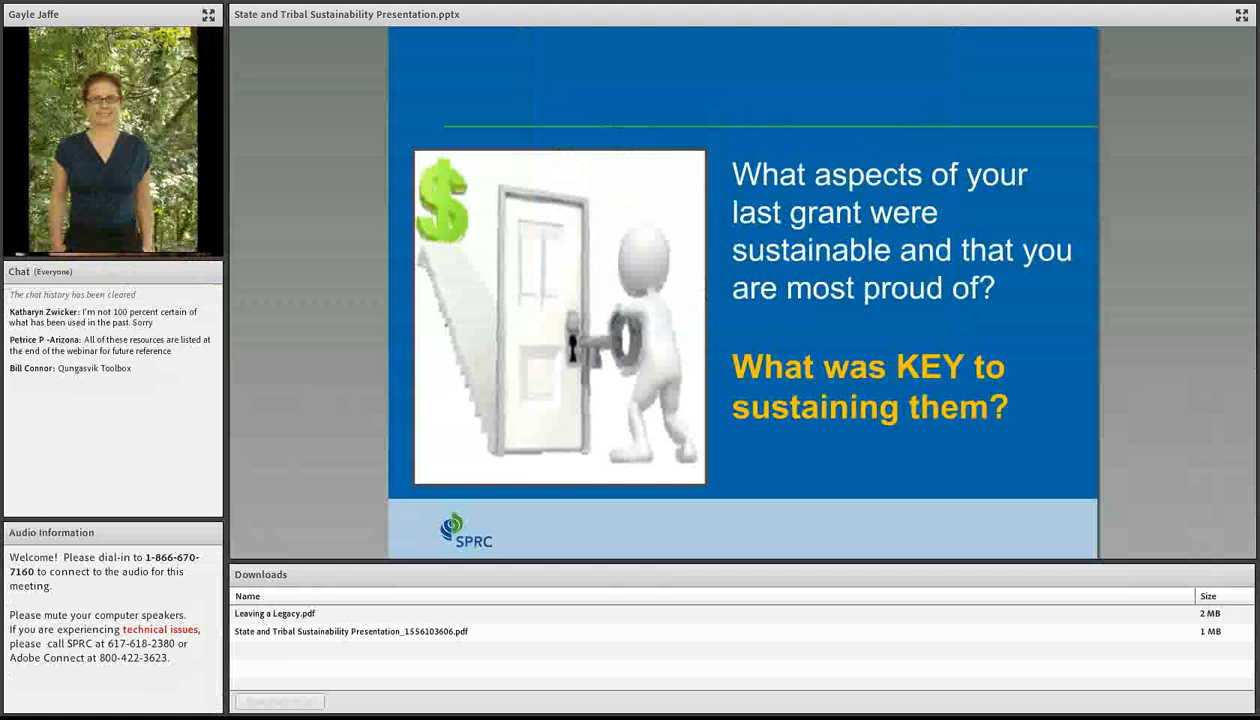 Gayle Jaffe
State and Tribal Sustainability Presentation.pptx
What aspects of your
last grant were
sustainable and that you
are most proud of?
What was KEY to
sustaining them?
$
SPRC
Chat (Everyone)
The chat history has been cleared
Katharyn Zwicker: I'm not 100 percent certain of
what has been used in the past. Sorry
Petrice P -Arizona: All of these resources are listed at
the end of the webinar for future reference
Bill Connor: Qungasvik Toolbox
Audio Information
Welcome! Please dial-in to 1-866-670-
7160 to connect to the audio for this
meeting.
Please mute your computer speakers.
If you are experiencing technical issues,
please call SPRC at 617-618-2380 or
Adobe Connect at 800-422-3623.
Downloads
Name Size
Leaving a Legacy.pdf 2 MB
State and Tribal Sustainability Presentation_1556103606.pdf 1 MB